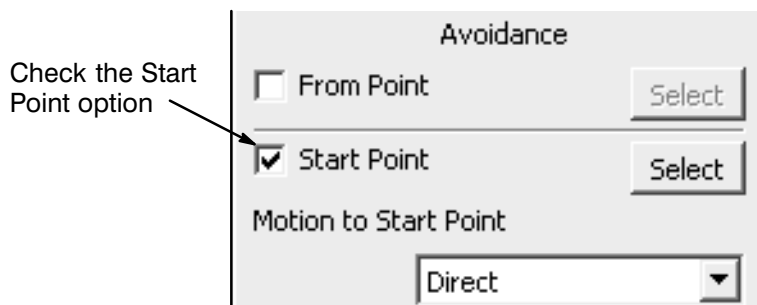 Avoidance
Check the Start
Point option
From Point
Select
Start Point
Select
Motion to Start Point
Direct